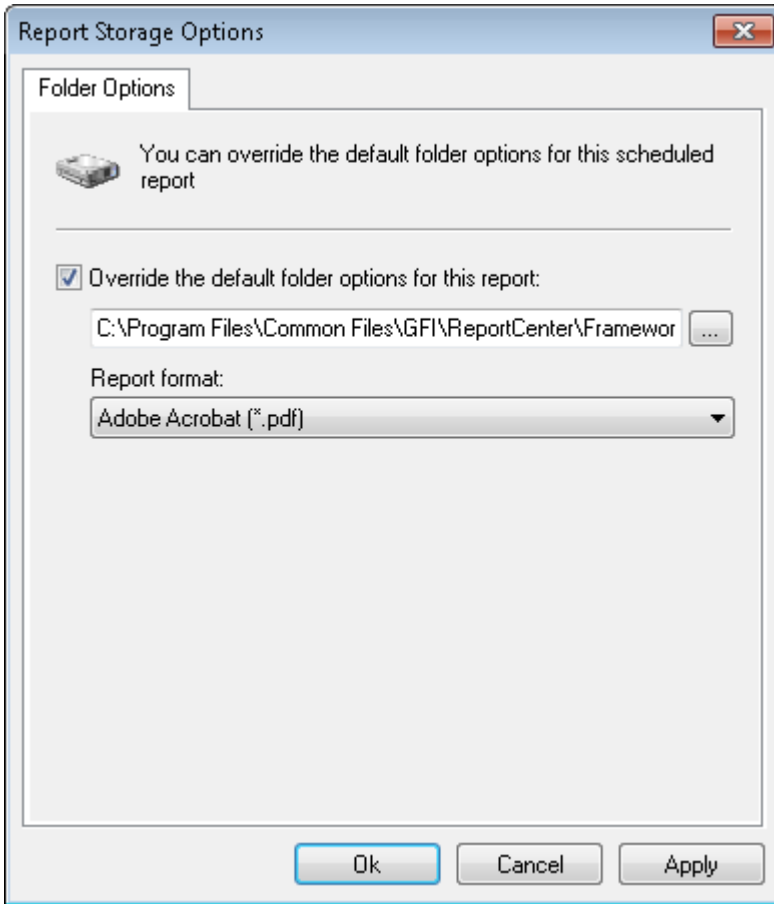 Report Storage Options
Folder Options
You can override the default folder options for this scheduled
report
Override the default folder options for this report:
C:\Program Files\Common Files\GFI\ReportCenter\Framewor
...
Report format:
Adobe Acrobat (*.pdf)
Ok Cancel Apply